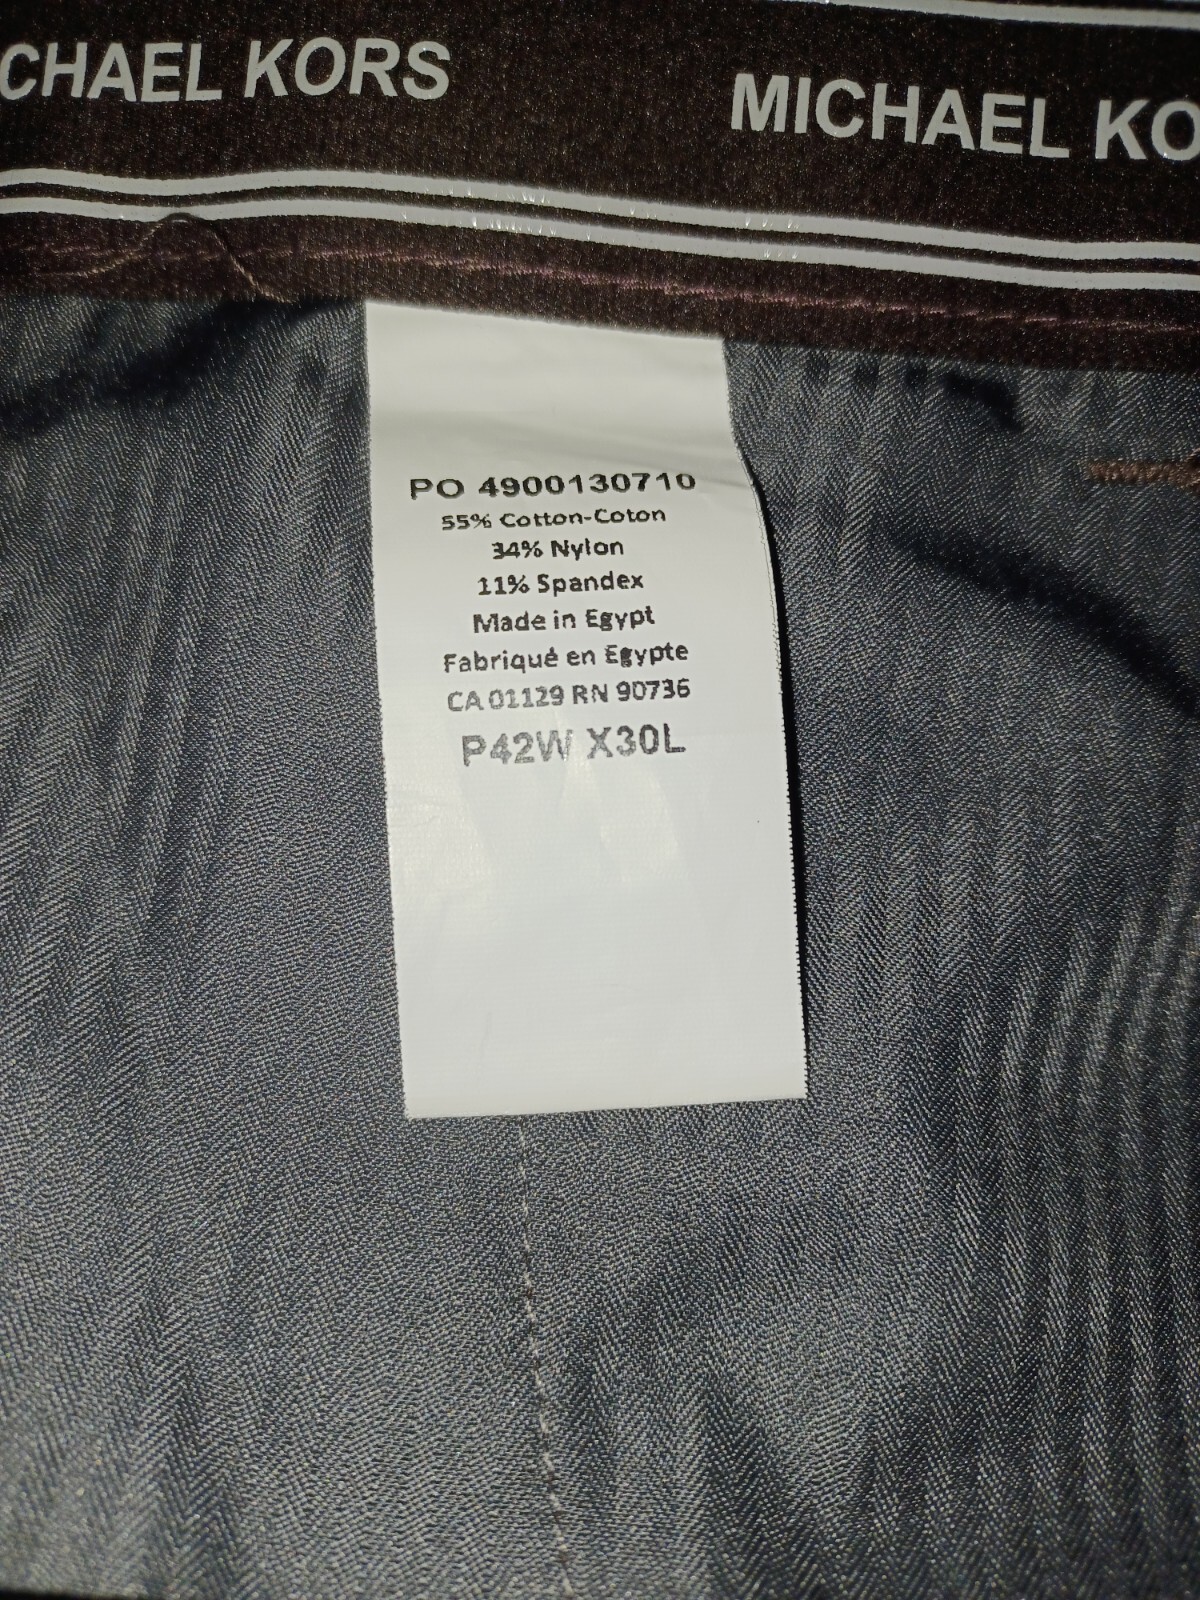 CHAEL KORS
MICHAEL KO
PO 4900130710
55% Cotton-Coton
34% Nylon
11% Spandex
Made in Egypt
Fabriqué en Egypte
CA 01129 RN 90736
P42W X30L